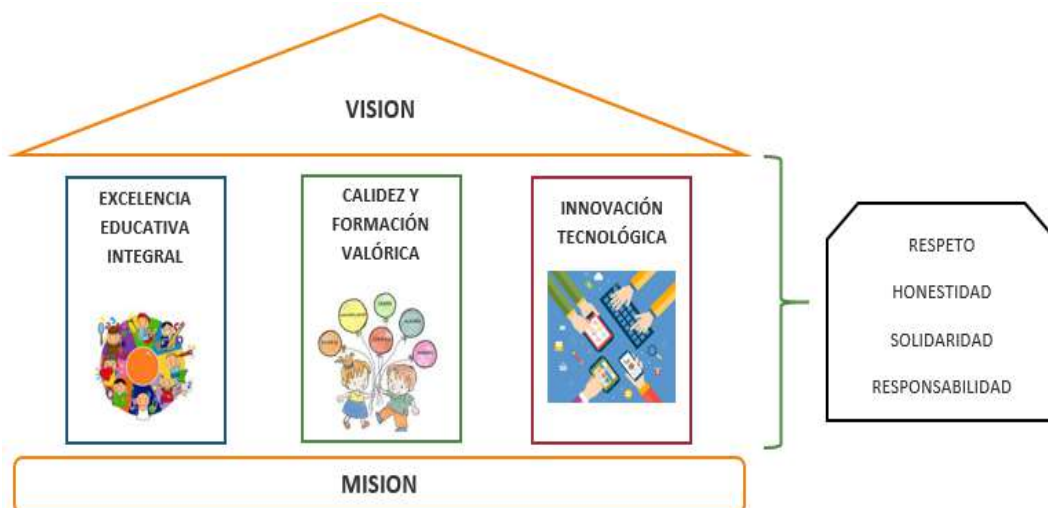 VISION
EXCELENCIA
EDUCATIVA
INTEGRAL
CALIDEZ Y
FORMACIÓN
VALÓRICA
INNOVACIÓN
TECNOLÓGICA
RESPETO
HONESTIDAD
SOLIDARIDAD
RESPONSABILIDAD
MISION